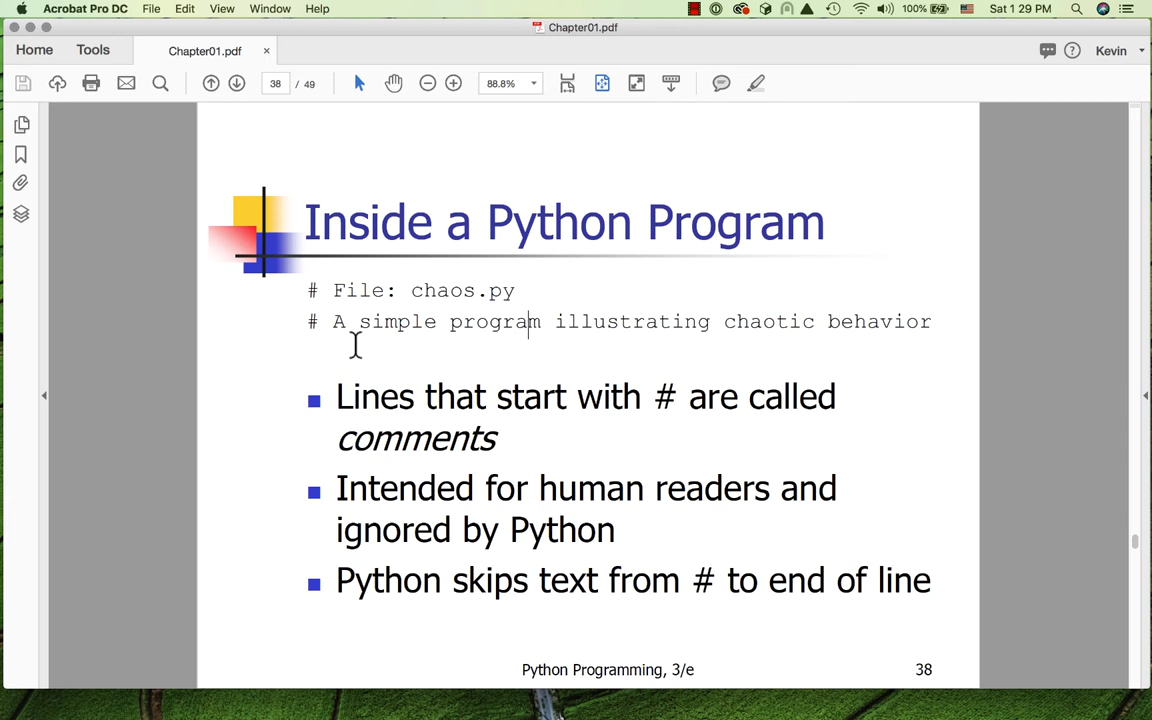 Acrobat Pro DC File Edit View Window Help 100% Sat 1 29 PM
Chapter01.pdf
Home Tools Chapter01.pdf × ? Kevin
38 / 49 88.8%
Inside a Python Program
# File: chaos.py
# A simple program illustrating chaotic behavior
Lines that start with # are called
comments
Intended for human readers and
ignored by Python
Python skips text from # to end of line
Python Programming, 3/e 38